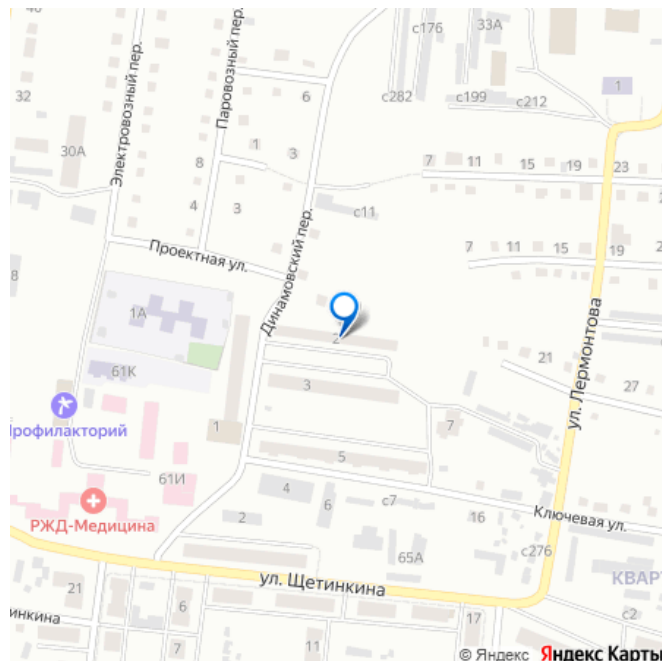 40
с176
33А
Электровозный пер.
Паровозный пер.
32
6
с282
с199
с212
1
30А
1
3
8
7
11
15
19
23
4
3
с11
Динамовский пер.
7
11
15
19
Проектная ул.
8
1А
2
ул. Лермонтова
61К
21
3
27
Профилакторий
1
7
5
61И
РЖД-Медицина
4
с7
6
16
Ключевая ул.
2
65А
с276
ул. Щетинкина
КВАРТ
21
6
17
с2
тинкина
7
11
© Яндекс Яндекс Карты